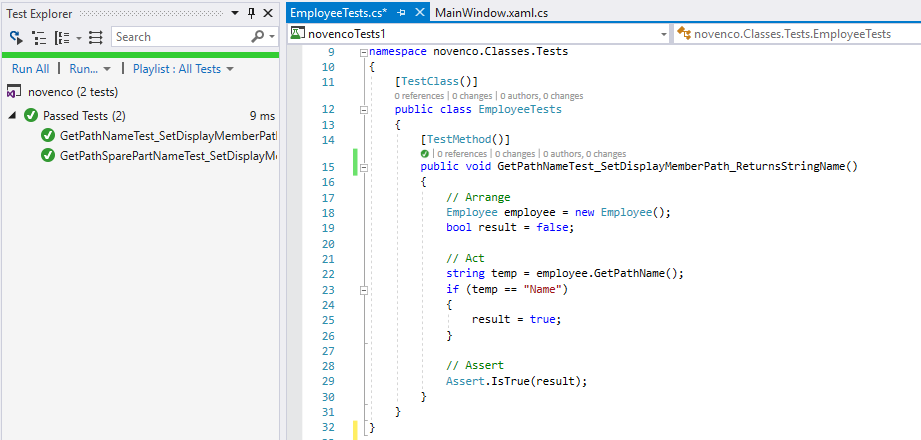 Test Explorer
Search
Run All | Run... | Playlist : All Tests
novenco (2 tests)
Passed Tests (2) 9 ms
GetPathNameTest_SetDisplayMemberPat
GetPathSparePartNameTest_SetDisplayM
EmployeeTests.cs* MainWindow.xaml.cs
novencoTests1 novenco.Classes.Tests.EmployeeTests
9 namespace novenco.Classes.Tests
10 {
11 [TestClass()]
0 references | 0 changes | 0 authors, 0 changes
12 public class EmployeeTests
13 {
14 [TestMethod()]
| 0 references | 0 changes | 0 authors, 0 changes
15 public void GetPathNameTest_SetDisplayMemberPath_ReturnsStringName()
16 {
17 // Arrange
18 Employee employee = new Employee();
19 bool result = false;
20
21 // Act
22 string temp = employee.GetPathName();
23 if (temp == "Name")
24 {
25 result = true;
26 }
27
28 // Assert
29 Assert.IsTrue(result);
30 }
31 }
32 }